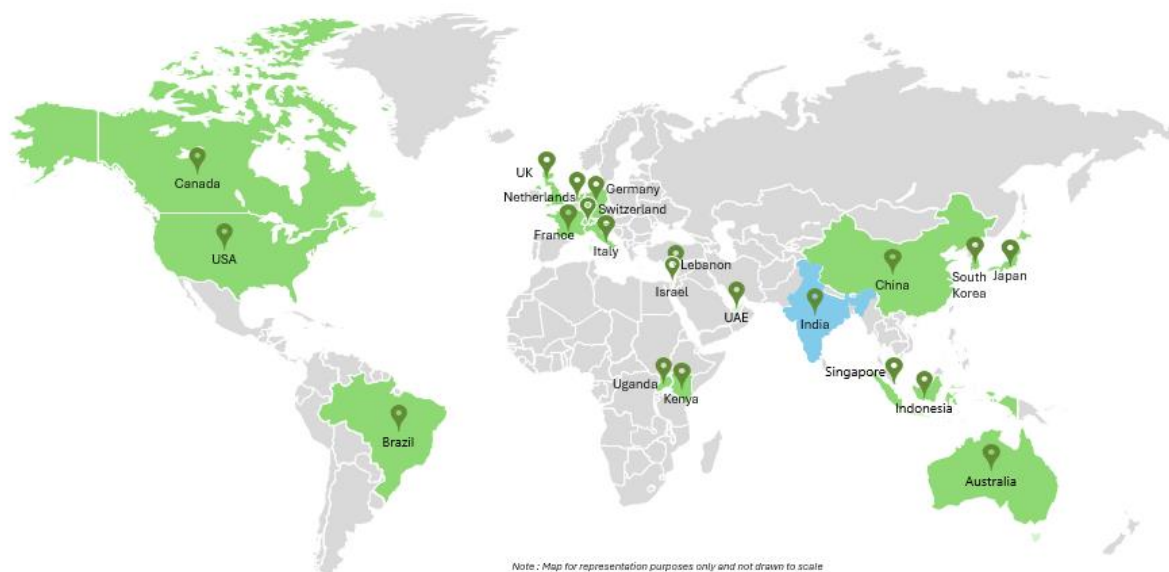 Canada
USA
Brazil
UK
Netherlands
Germany
Switzerland
France
Italy
Lebanon
Israel
UAE
Uganda
Kenya
India
China
South
Korea
Japan
Singapore
Indonesia
Australia
Note : Map for representation purposes only and not drawn to scale